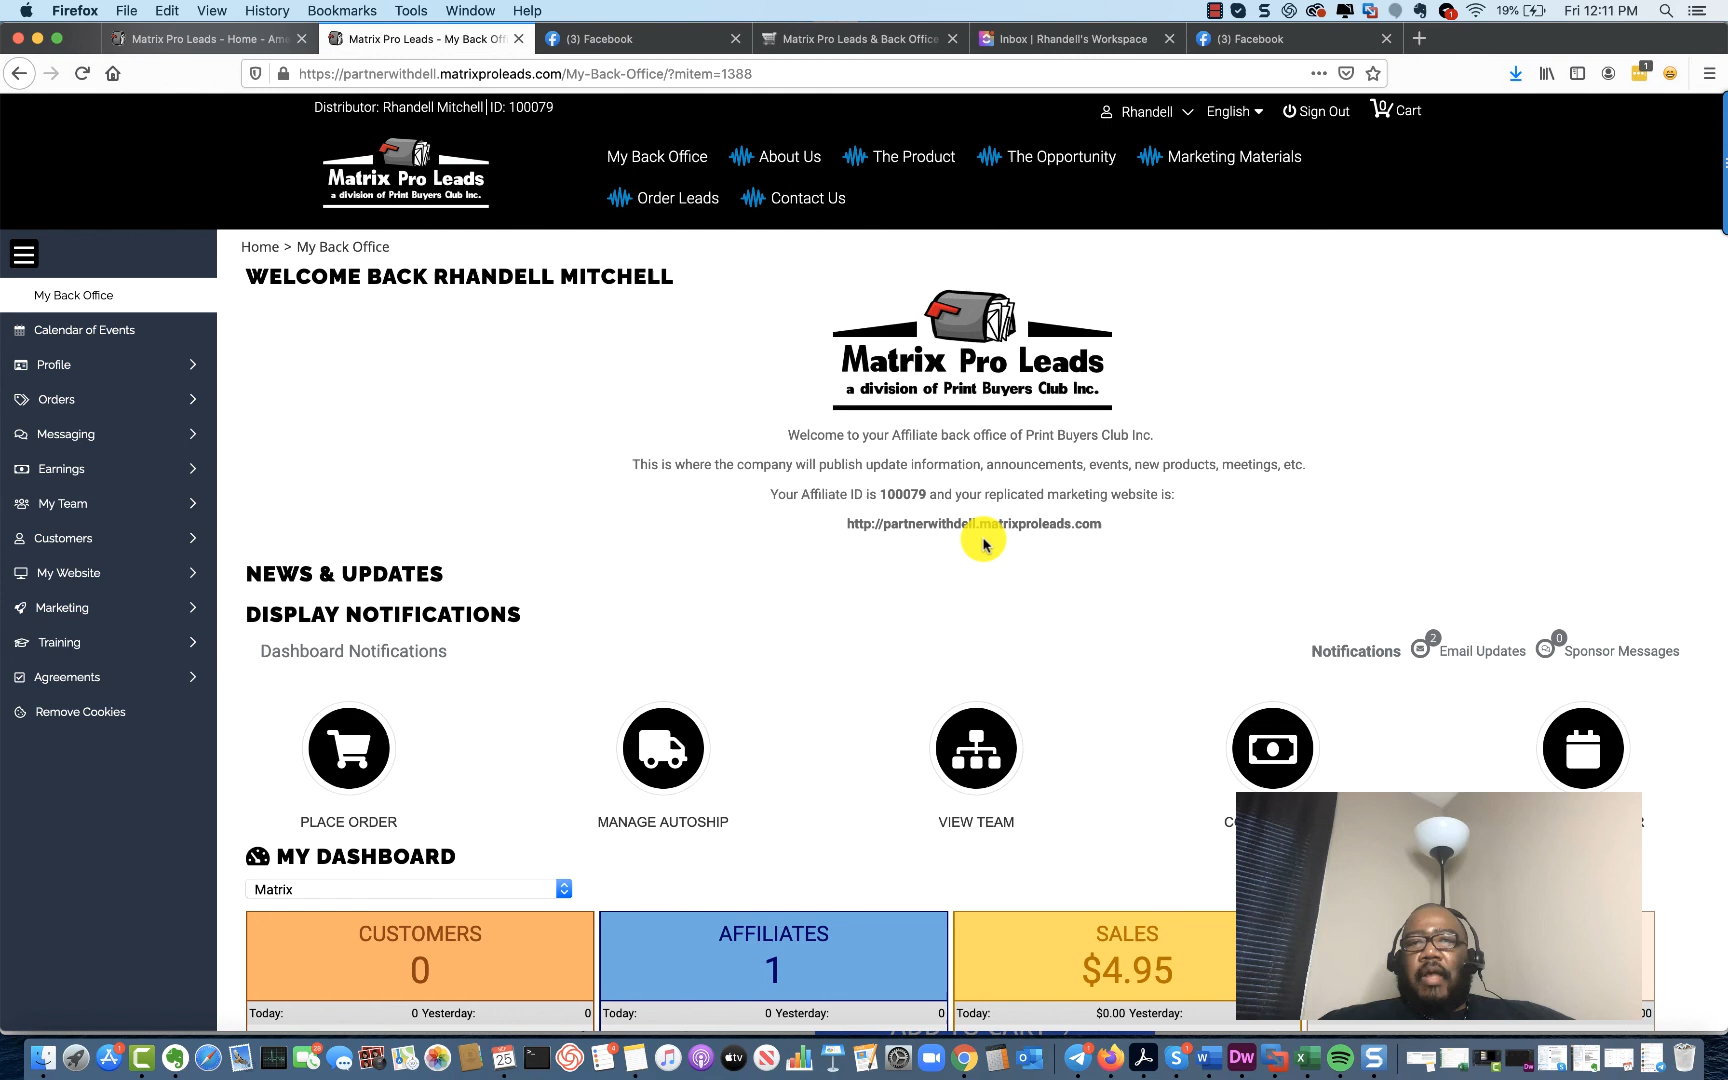 Firefox File Edit View History Bookmarks Tools Window Help 19% Fri 12:11 PM
Matrix Pro Leads - Home - Ame Matrix Pro Leads - My Back Offi (3) Facebook Matrix Pro Leads & Back Office Inbox | Rhandell's Workspace (3) Facebook
https://partnerwithdell.matrixproleads.com/My-Back-Office/?mitem=1388
Distributor: Rhandell Mitchell | ID: 100079
Rhandell English Sign Out 0 Cart
Matrix Pro Leads
a division of Print Buyers Club Inc.
My Back Office About Us The Product The Opportunity Marketing Materials
Order Leads Contact Us
My Back Office
Calendar of Events
Profile
Orders
Messaging
Earnings
My Team
Customers
My Website
Marketing
Training
Agreements
Remove Cookies
Home > My Back Office
WELCOME BACK RHANDELL MITCHELL
Matrix Pro Leads
a division of Print Buyers Club Inc.
Welcome to your Affiliate back office of Print Buyers Club Inc.
This is where the company will publish update information, announcements, events, new products, meetings, etc.
Your Affiliate ID is 100079 and your replicated marketing website is:
http://partnerwithdell.matrixproleads.com
NEWS & UPDATES
DISPLAY NOTIFICATIONS
Dashboard Notifications
Notifications 2 Email Updates 0 Sponsor Messages
PLACE ORDER MANAGE AUTOSHIP VIEW TEAM
MY DASHBOARD
Matrix
CUSTOMERS
0
Today: 0 Yesterday: 0
AFFILIATES
1
Today: 0 Yesterday: 0
SALES
$4.95
Today: $0.00 Yesterday: